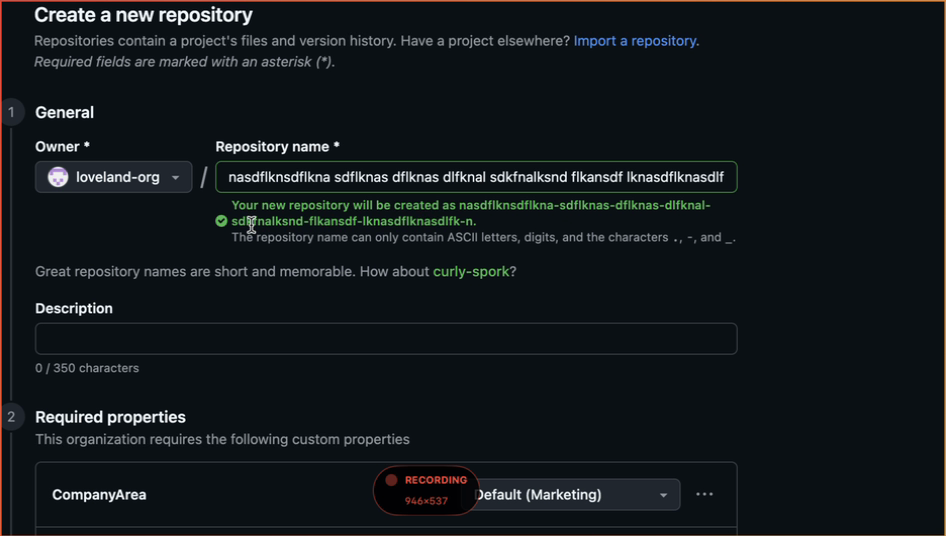 Create a new repository
Repositories contain a project's files and version history. Have a project elsewhere? Import a repository.
Required fields are marked with an asterisk (*).
1 General
Owner * Repository name *
loveland-org / nasdflknsdflkna sdflknas dflknas dlfknal sdkfnalksnd flkansdf lknasdflknasdlf
Your new repository will be created as nasdflknsdflkna-sdflknas-dflknas-dlfknal-
sdkfnalksnd-flkansdf-lknasdflknasdlfk-n.
The repository name can only contain ASCII letters, digits, and the characters ., -, and _.
Great repository names are short and memorable. How about curly-spork?
Description
0 / 350 characters
2 Required properties
This organization requires the following custom properties
CompanyArea Default (Marketing)
RECORDING
946×537